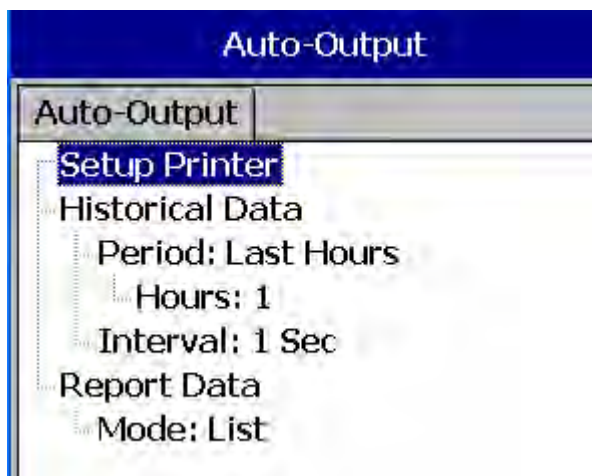 Auto-Output
Auto-Output
Setup Printer
Historical Data
Period: Last Hours
Hours: 1
Interval: 1 Sec
Report Data
Mode: List